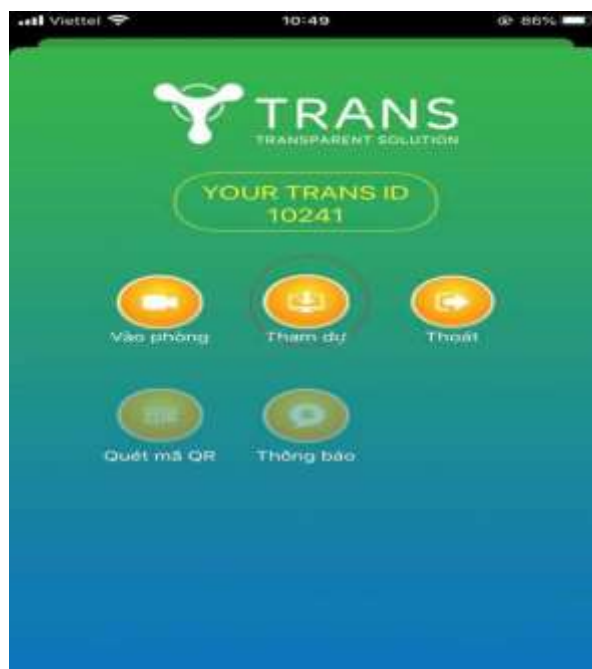 Viettel
10:49
86%
TRANS
TRANSPARENT SOLUTION
YOUR TRANS ID
10241
Vào phòng
Tham dự
Thoát
Quét mã QR
Thông báo